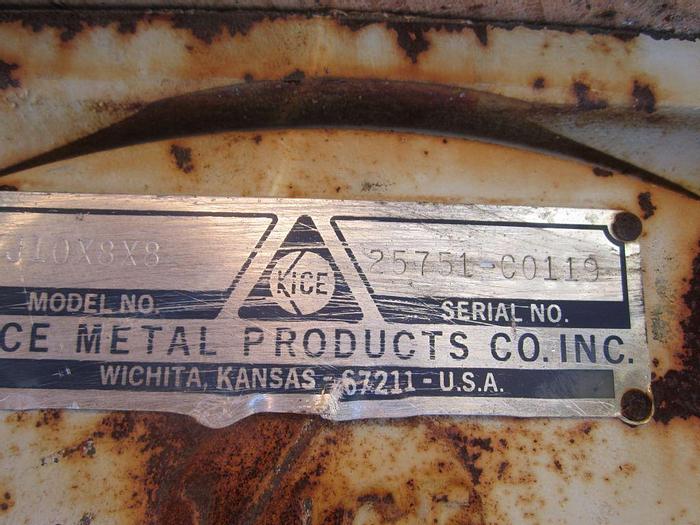 J10X8X8
KICE
25751-C0119
MODEL NO.
SERIAL NO.
CE METAL PRODUCTS CO. INC.
WICHITA, KANSAS - 67211 - U.S.A.